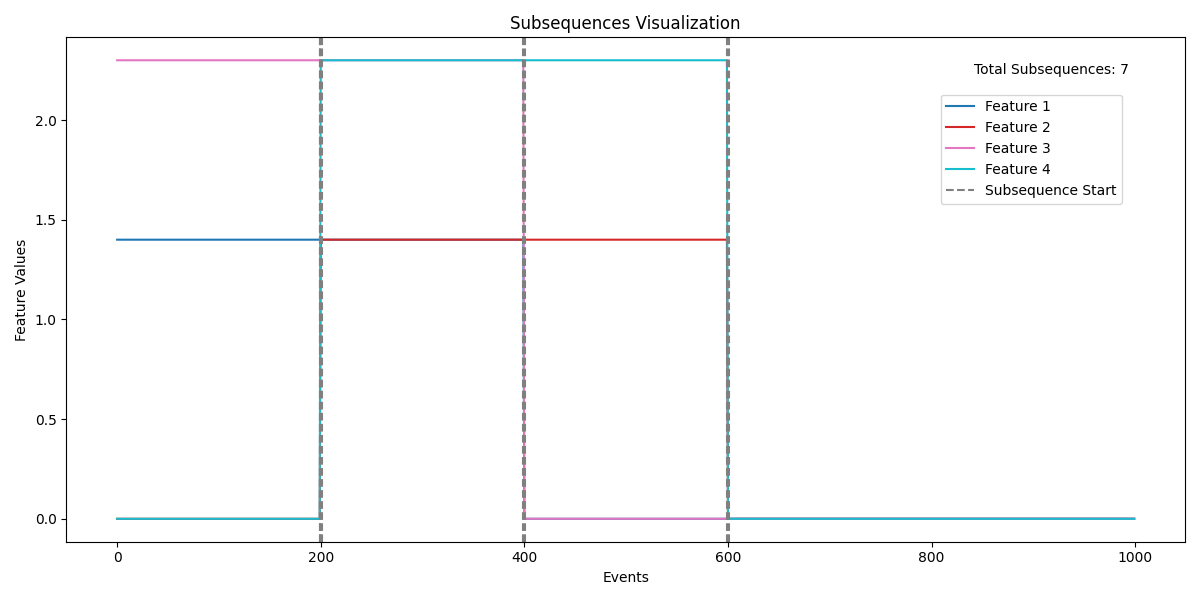 Subsequences Visualization
Total Subsequences: 7
Feature 1
Feature 2
Feature 3
Feature 4
Subsequence Start
Feature Values
2.0
1.5
1.0
0.5
0.0
0 200 400 600 800 1000
Events